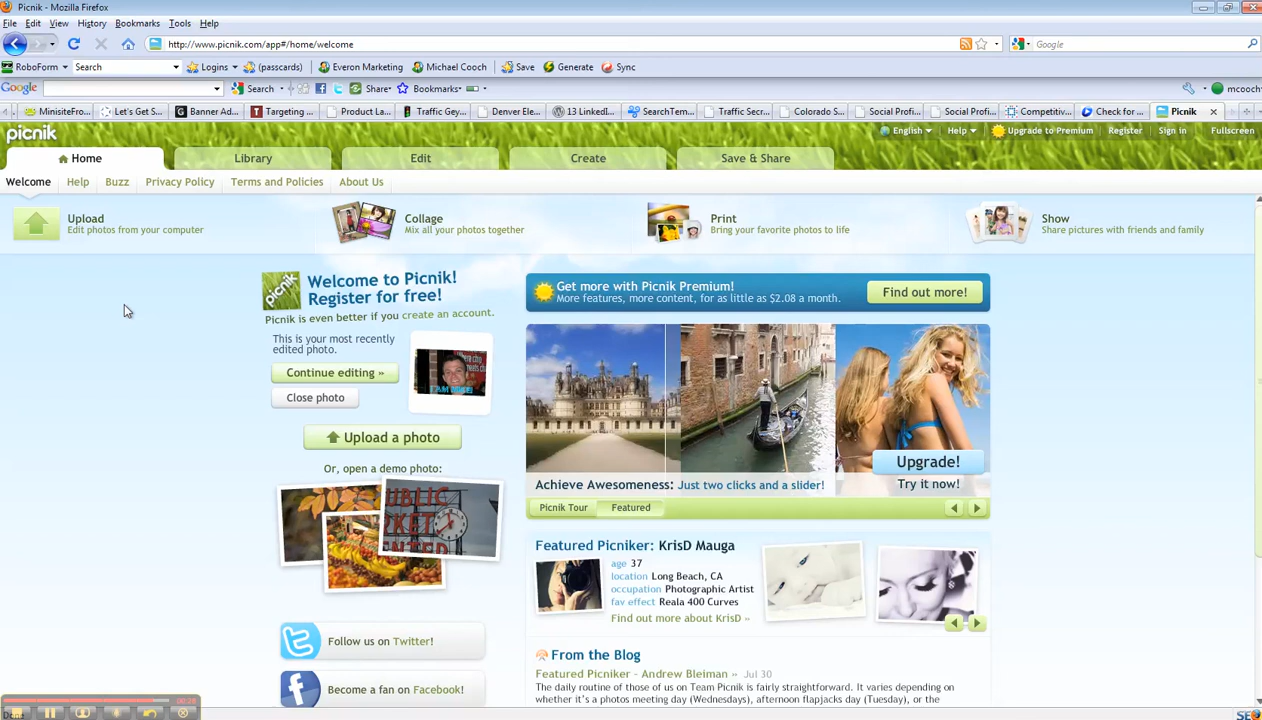 Picnik - Mozilla Firefox
File Edit View History Bookmarks Tools Help
http://www.picnik.com/app#/home/welcome
Google
RoboForm Search Logins (passcards) Everon Marketing Michael Cooch Save Generate Sync
Google Search Share Bookmarks mcooch
MinisiteFro... Let's Get S... Banner Ad... Targeting ... Product La... Traffic Gey... Denver Ele... 13 LinkedI... SearchTem... Traffic Secr... Colorado S... Social Profi... Social Profi... Competitiv... Check for ... Picnik
picnik
English Help Upgrade to Premium Register Sign in Fullscreen
Home Library Edit Create Save & Share
Welcome Help Buzz Privacy Policy Terms and Policies About Us
Upload
Edit photos from your computer
Collage
Mix all your photos together
Print
Bring your favorite photos to life
Show
Share pictures with friends and family
picnik
Welcome to Picnik!
Register for free!
Picnik is even better if you create an account.
This is your most recently
edited photo.
Continue editing »
Close photo
Upload a photo
Or, open a demo photo:
PUBLIC
MARKET
CENTER
Follow us on Twitter!
Become a fan on Facebook!
Get more with Picnik Premium!
More features, more content, for as little as $2.08 a month.
Find out more!
Upgrade!
Achieve Awesomeness: Just two clicks and a slider!
Try it now!
Picnik Tour Featured
Featured Picniker: KrisD Mauga
age 37
location Long Beach, CA
occupation Photographic Artist
fav effect Reala 400 Curves
Find out more about KrisD »
From the Blog
Featured Picniker - Andrew Bleiman » Jul 30
The daily routine of those of us on Team Picnik is fairly straightforward. It varies depending on
whether it's a photos meeting day (Wednesdays), afternoon flapjacks day (Tuesday), or the
Done